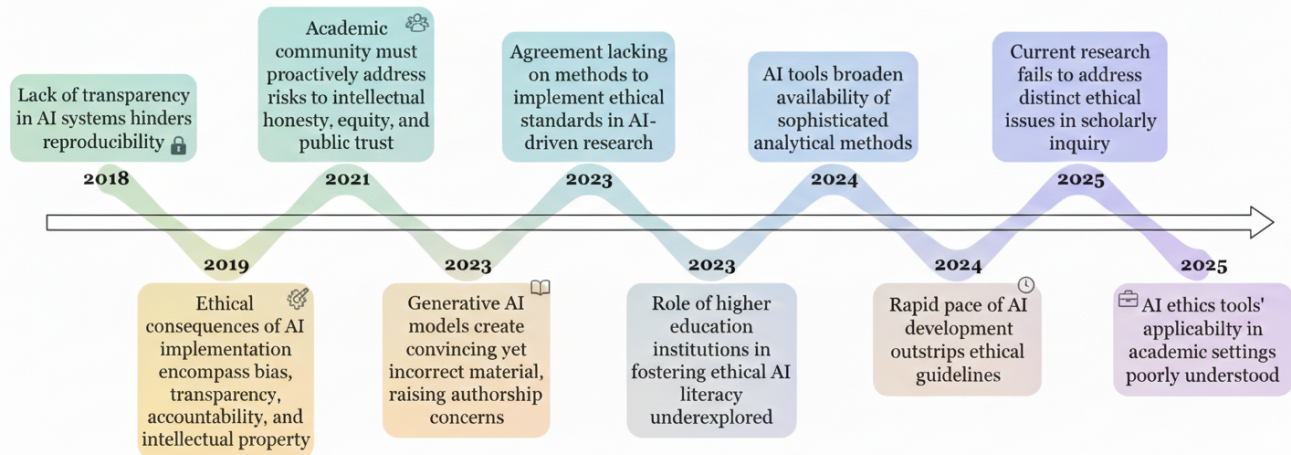 Lack of transparency
in AI systems hinders
reproducibility
2018
Academic
community must
proactively address
risks to intellectual
honesty, equity, and
public trust
2021
Agreement lacking
on methods to
implement ethical
standards in AI-
driven research
2023
AI tools broaden
availability of
sophisticated
analytical methods
2024
Current research
fails to address
distinct ethical
issues in scholarly
inquiry
2025
2019
Ethical
consequences of AI
implementation
encompass bias,
transparency,
accountability, and
intellectual property
2023
Generative AI
models create
convincing yet
incorrect material,
raising authorship
concerns
2023
Role of higher
education
institutions in
fostering ethical AI
literacy
underexplored
2024
Rapid pace of AI
development
outstrips ethical
guidelines
2025
AI ethics tools'
applicabilty in
academic settings
poorly understood